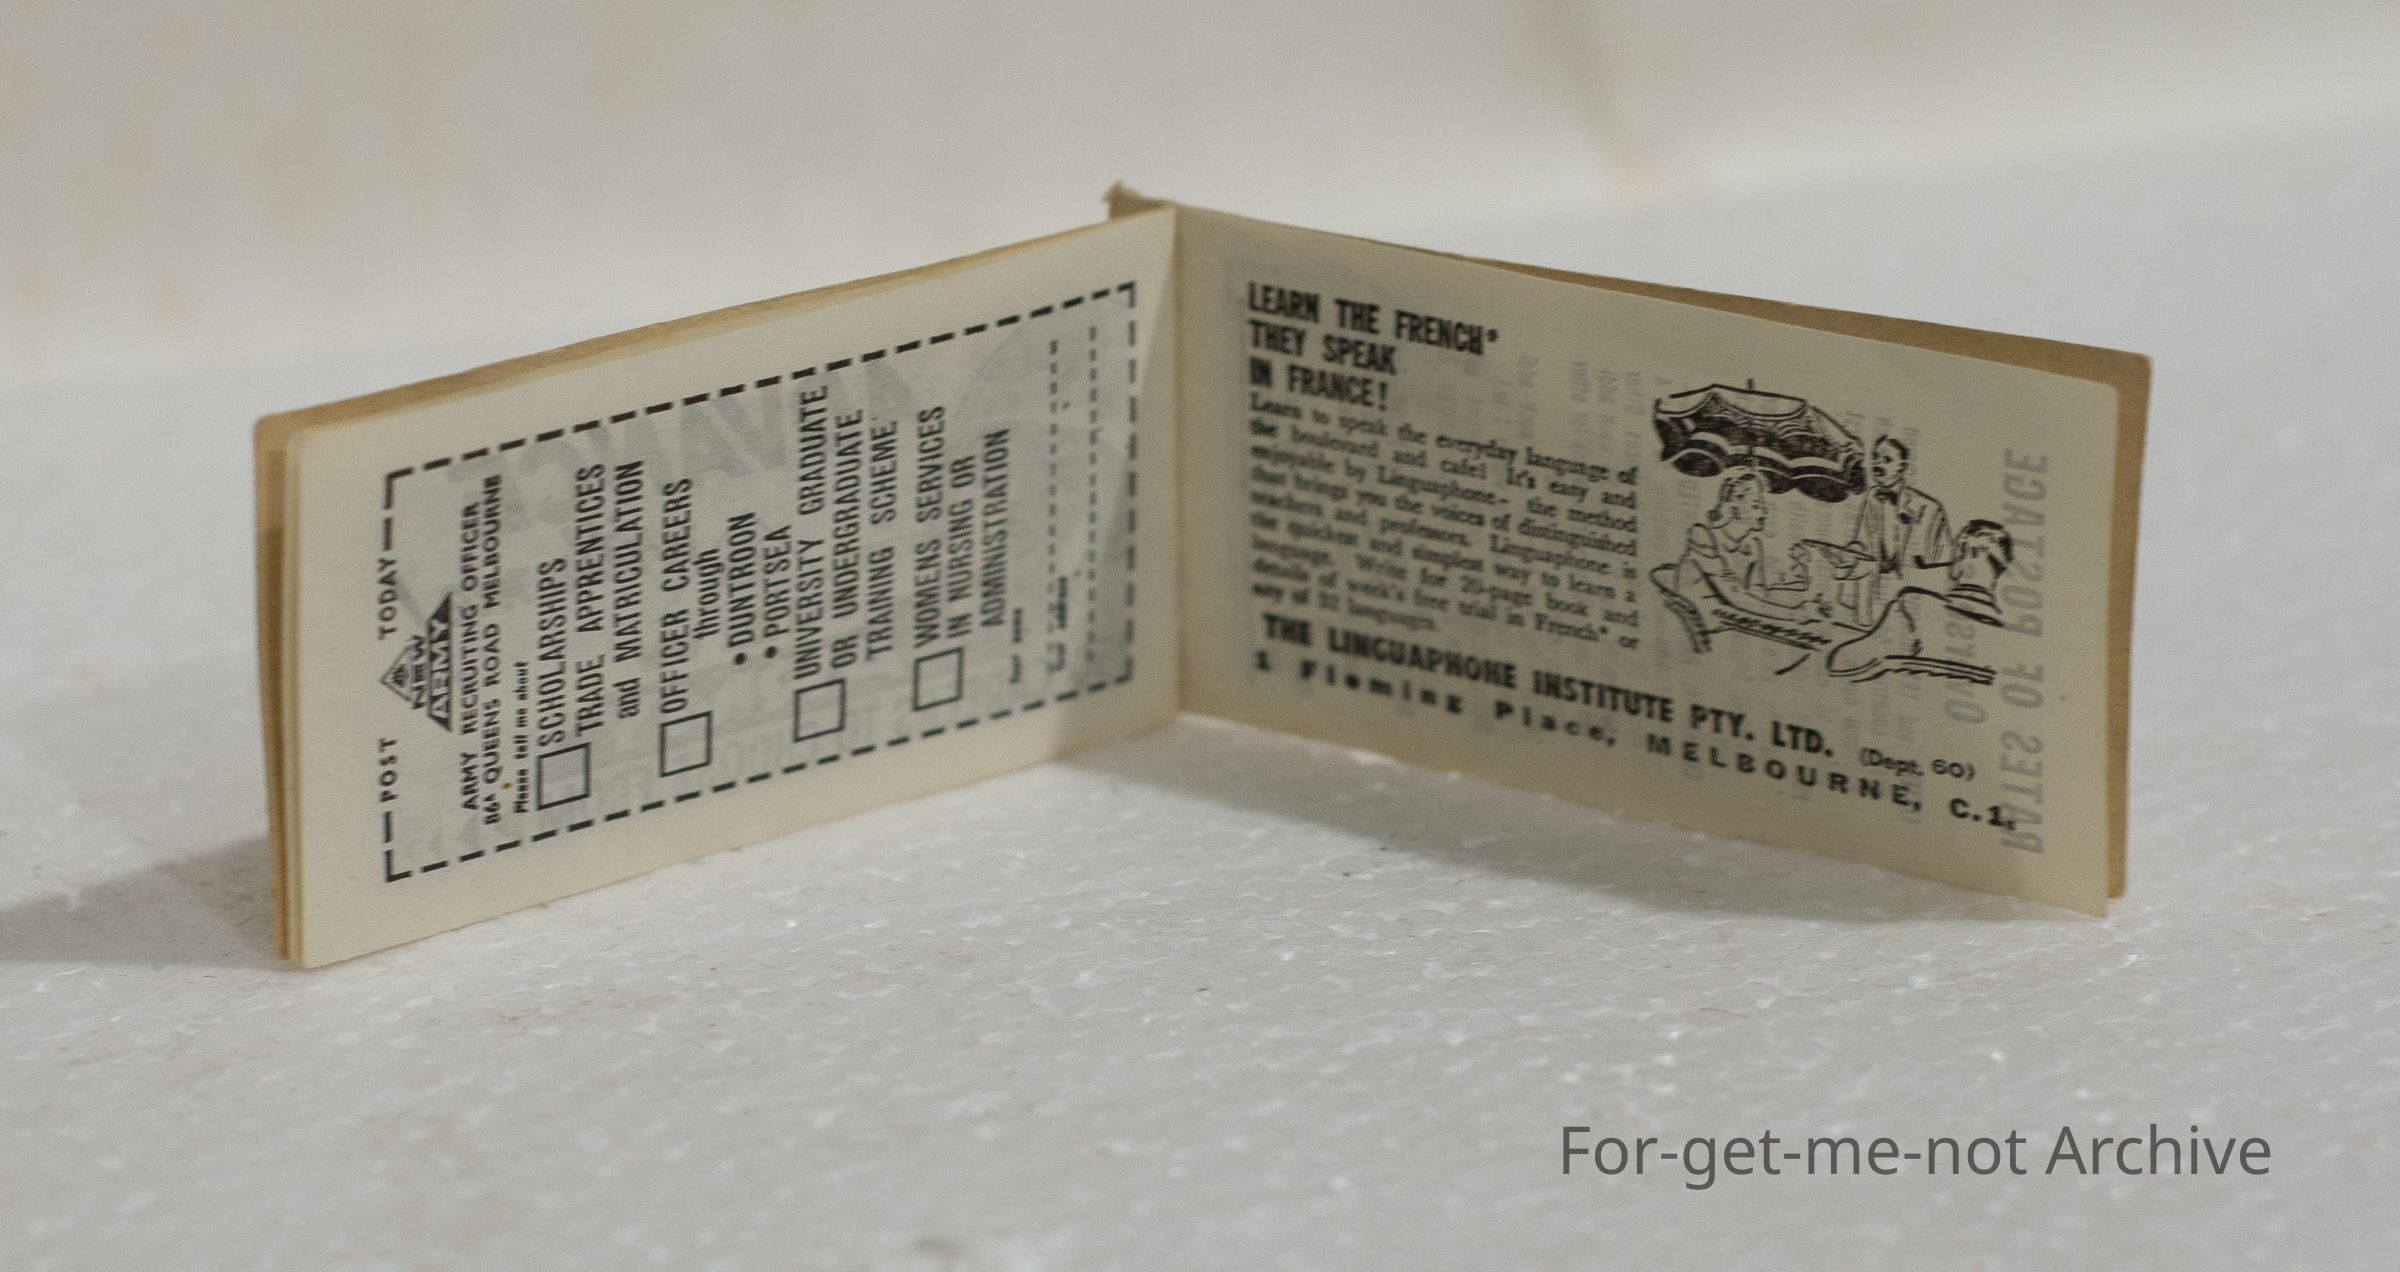 POST TODAY
NEW
ARMY
ARMY RECRUITING OFFICER
86A QUEENS ROAD MELBOURNE
Please tell me about
SCHOLARSHIPS
TRADE APPRENTICES
and MATRICULATION
OFFICER CAREERS
through
• DUNTROON
• PORTSEA
UNIVERSITY GRADUATE
OR UNDERGRADUATE
TRAINING SCHEME
WOMENS SERVICES
IN NURSING OR
ADMINISTRATION
LEARN THE FRENCH*
THEY SPEAK
IN FRANCE!
Learn to speak the everyday language of
the boulevard and cafe! It's easy and
enjoyable by Linguaphone- the method
that brings you the voices of distinguished
teachers and professors. Linguaphone is
the quickest and simplest way to learn a
language. Write for 20-page book and
details of week's free trial in French* or
any of languages.
THE LINGUAPHONE INSTITUTE PTY. LTD. (Dept. 60)
1 Fleming Place, MELBOURNE, C.1.
RATES OF POSTAGE
For-get-me-not Archive